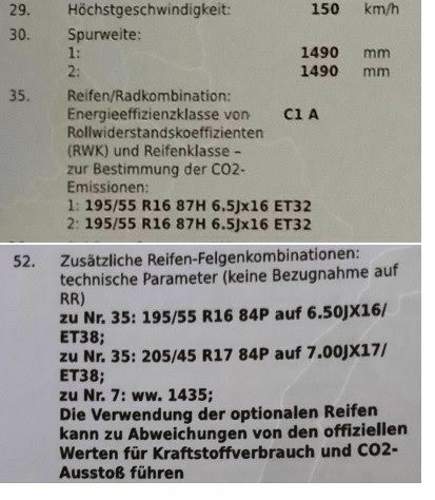 29. Höchstgeschwindigkeit: 150 km/h
30. Spurweite:
1: 1490 mm
2: 1490 mm
35. Reifen/Radkombination:
Energieeffizienzklasse von C1 A
Rollwiderstandskoeffizienten
(RWK) und Reifenklasse –
zur Bestimmung der CO2-
Emissionen:
1: 195/55 R16 87H 6.5Jx16 ET32
2: 195/55 R16 87H 6.5Jx16 ET32
52. Zusätzliche Reifen-Felgenkombinationen:
technische Parameter (keine Bezugnahme auf
RR)
zu Nr. 35: 195/55 R16 84P auf 6.50JX16/
ET38;
zu Nr. 35: 205/45 R17 84P auf 7.00JX17/
ET38;
zu Nr. 7: ww. 1435;
Die Verwendung der optionalen Reifen
kann zu Abweichungen von den offiziellen
Werten für Kraftstoffverbrauch und CO2-
Ausstoß führen